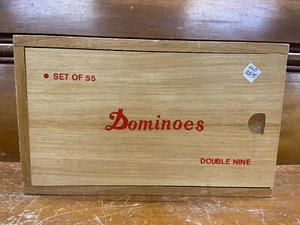 SET OF 55
Dominoes
DOUBLE NINE